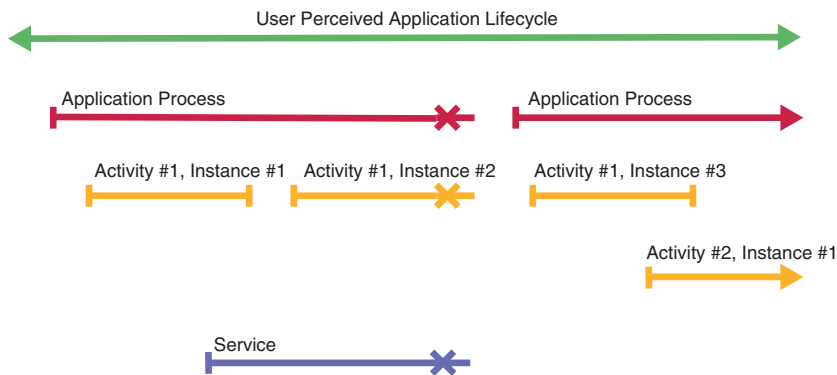 User Perceived Application Lifecycle
Application Process
Application Process
Activity #1, Instance #1
Activity #1, Instance #2
Activity #1, Instance #3
Activity #2, Instance #1
Service